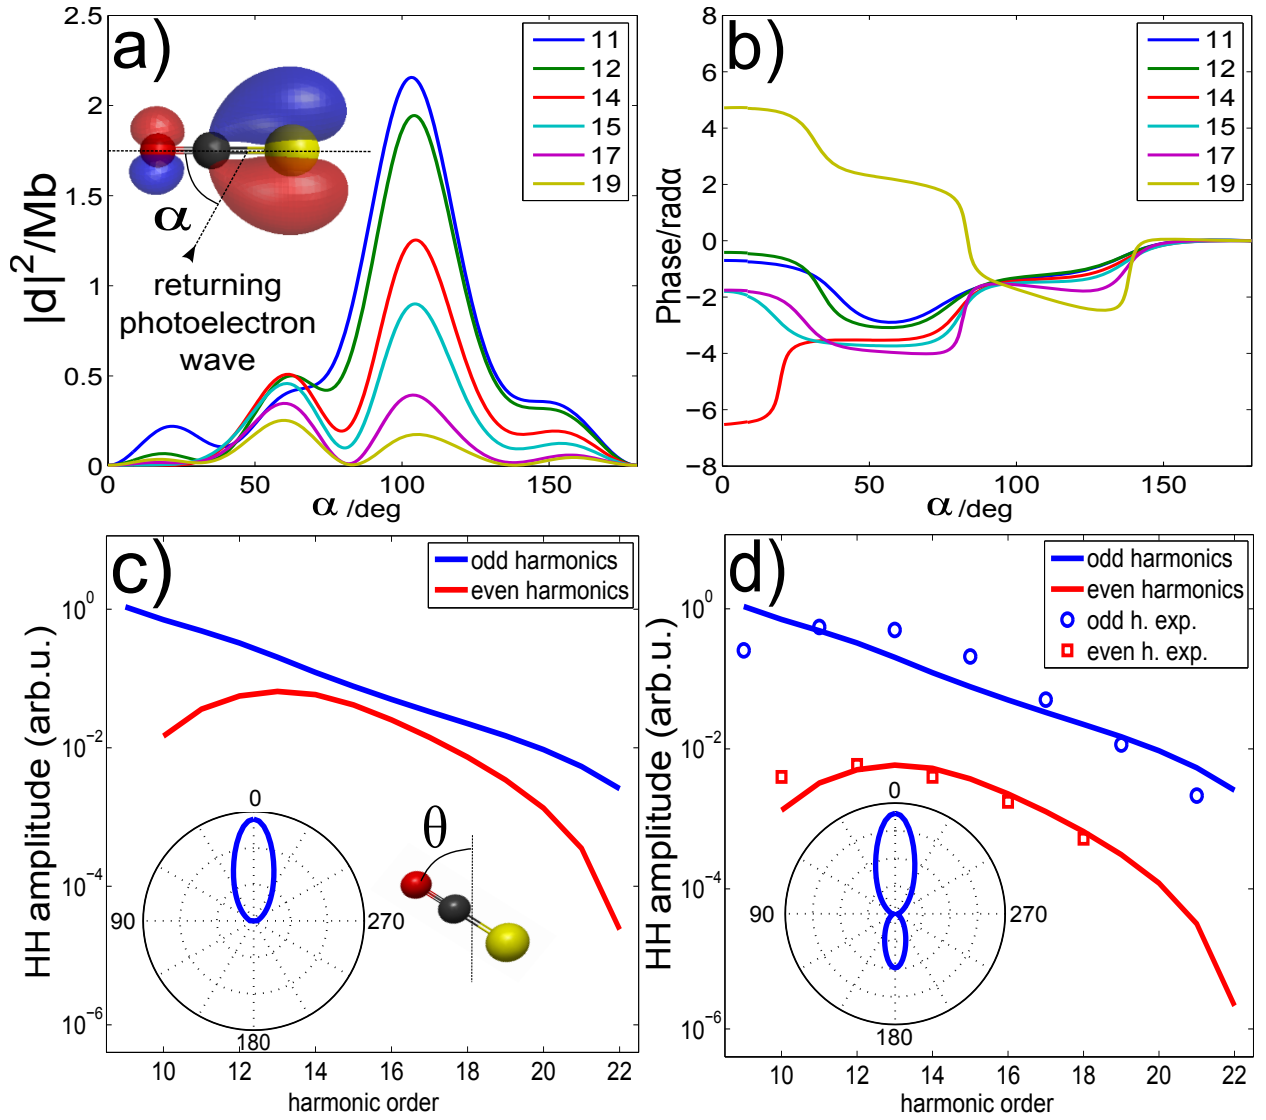 a)
|d|²/Mb
2.5
2
1.5
1
0.5
0
0 50 100 150
α /deg
11
12
14
15
17
19
α
returning
photoelectron
wave
b)
Phase/radα
8
6
4
2
0
−2
−4
−6
−8
0 50 100 150
α /deg
11
12
14
15
17
19
c)
HH amplitude (arb.u.)
10⁰
10⁻²
10⁻⁴
10⁻⁶
10 12 14 16 18 20 22
harmonic order
odd harmonics
even harmonics
0
90
270
180
θ
d)
HH amplitude (arb.u.)
10⁰
10⁻²
10⁻⁴
10⁻⁶
10 12 14 16 18 20 22
harmonic order
odd harmonics
even harmonics
odd h. exp.
even h. exp.
0
90
270
180